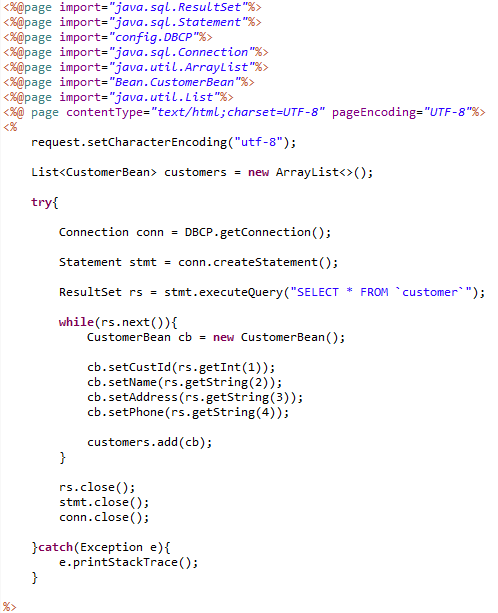 <%@page import="java.sql.ResultSet"%>
<%@page import="java.sql.Statement"%>
<%@page import="config.DBCP"%>
<%@page import="java.sql.Connection"%>
<%@page import="java.util.ArrayList"%>
<%@page import="Bean.CustomerBean"%>
<%@page import="java.util.List"%>
<%@ page contentType="text/html;charset=UTF-8" pageEncoding="UTF-8"%>
<%
    request.setCharacterEncoding("utf-8");
    List<CustomerBean> customers = new ArrayList<>();
    try{
        Connection conn = DBCP.getConnection();
        Statement stmt = conn.createStatement();
        ResultSet rs = stmt.executeQuery("SELECT * FROM `customer`");
        while(rs.next()){
            CustomerBean cb = new CustomerBean();
            cb.setCustId(rs.getInt(1));
            cb.setName(rs.getString(2));
            cb.setAddress(rs.getString(3));
            cb.setPhone(rs.getString(4));
            customers.add(cb);
        }
        rs.close();
        stmt.close();
        conn.close();
    }catch(Exception e){
        e.printStackTrace();
    }
%>